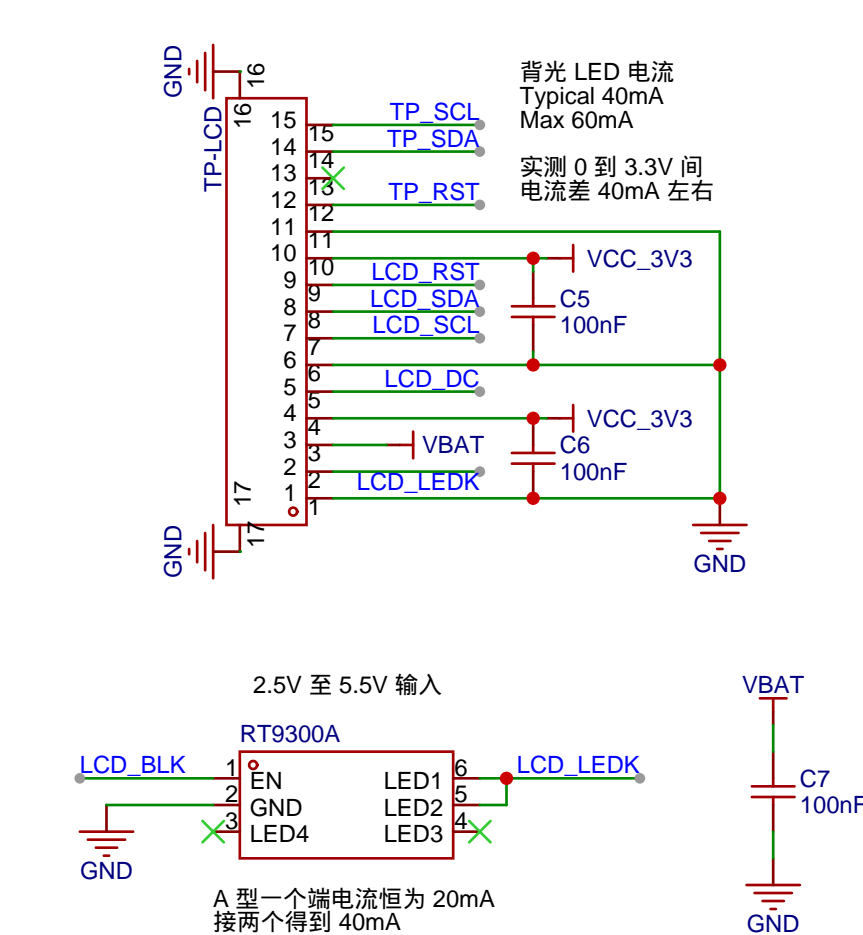 GND
16
16
TP-LCD
背光 LED 电流
Typical 40mA
Max 60mA
实测 0 到 3.3V 间
电流差 40mA 左右
15 15 TP_SCL
14 14 TP_SDA
13 13
12 12 TP_RST
11 11
10 10 VCC_3V3
9 9 LCD_RST
8 8 LCD_SDA
7 7 LCD_SCL
C5
100nF
6 6
5 5 LCD_DC
4 4 VCC_3V3
3 3 VBAT
2 2 LCD_LEDK
1 1
C6
100nF
17
17
GND
GND
2.5V 至 5.5V 输入
RT9300A
LCD_BLK 1 EN LED1 6 LCD_LEDK
2 GND LED2 5
3 LED4 LED3 4
GND
A 型一个端电流恒为 20mA
接两个得到 40mA
VBAT
C7
100nF
GND